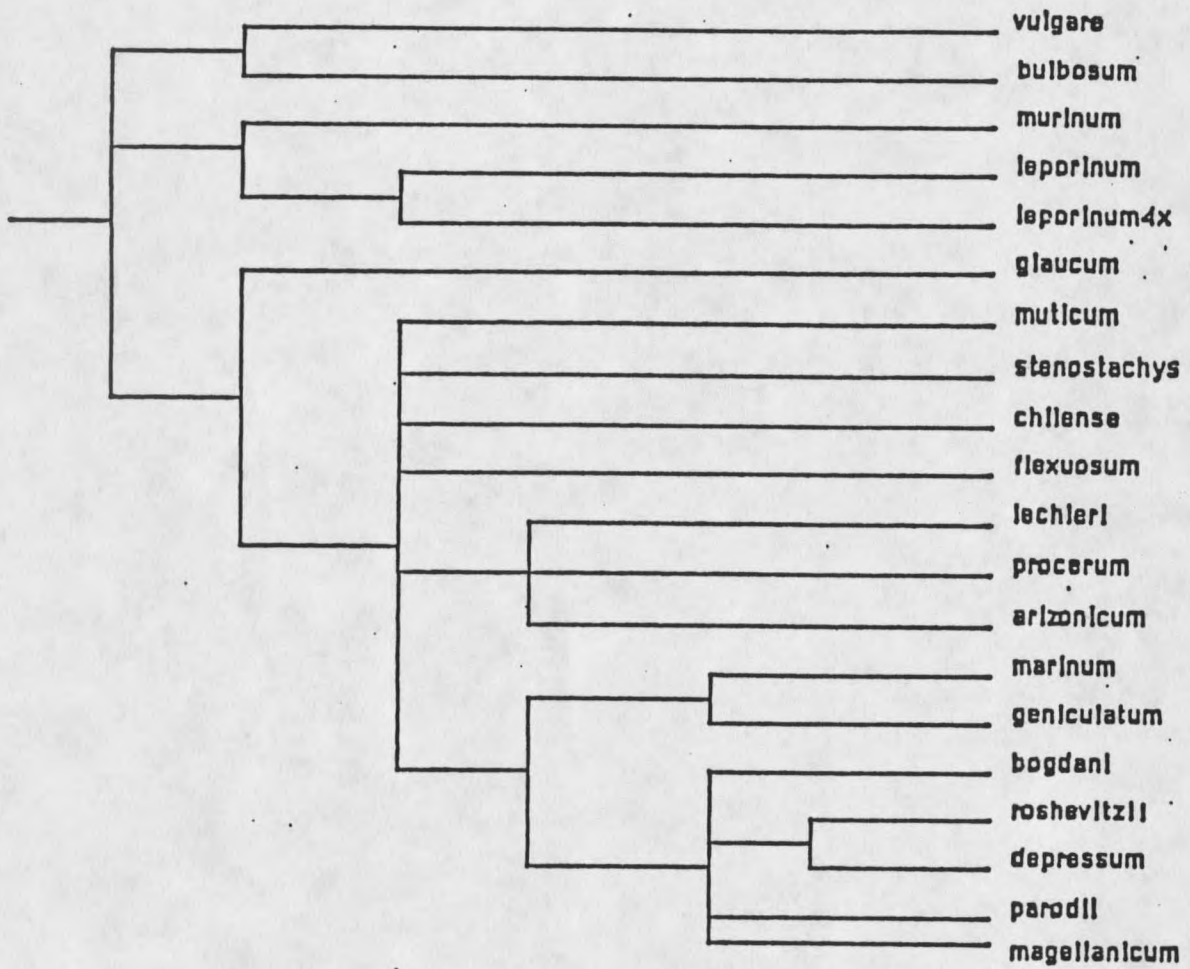 vulgare
bulbosum
murinum
leporinum
leporinum4x
glaucum
muticum
stenostachys
chilense
flexuosum
lechleri
procerum
arizonicum
marinum
geniculatum
bogdani
roshevitzii
depressum
parodii
magellanicum